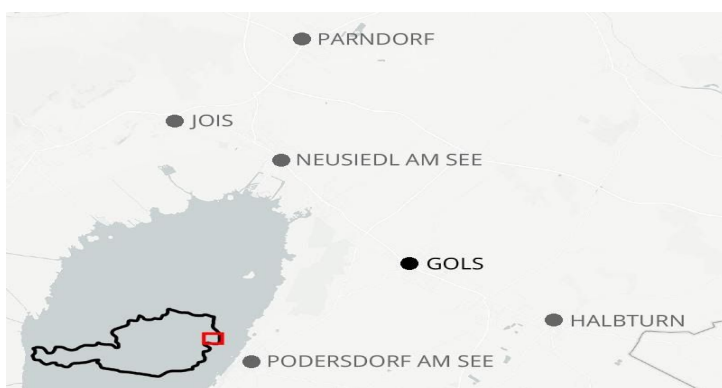 PARNDORF
JOIS
NEUSIEDL AM SEE
GOLS
HALBTURN
PODERSDORF AM SEE